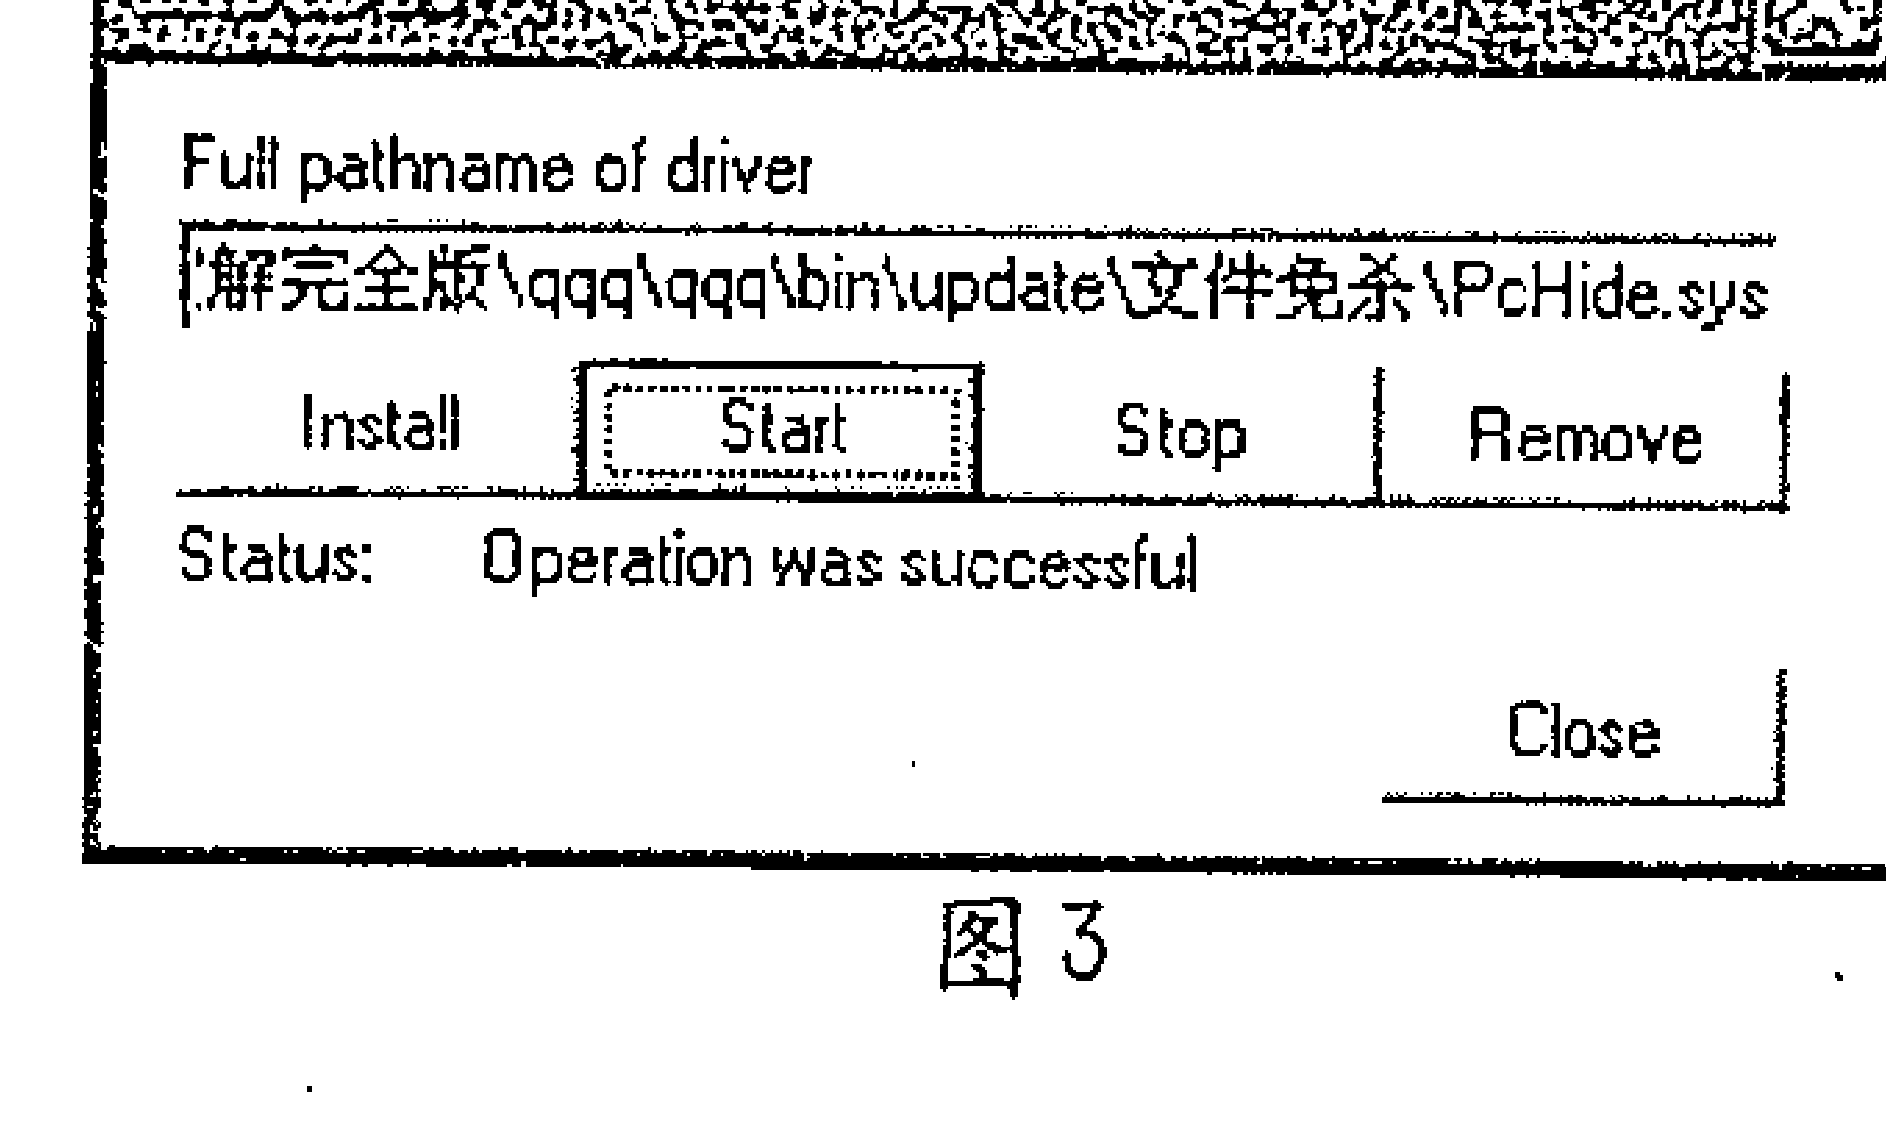 Full pathname of driver
解完全版\qqq\qqq\bin\update\文件免杀\PcHide.sys
Install Start Stop Remove
Status: Operation was successful
Close
图 3